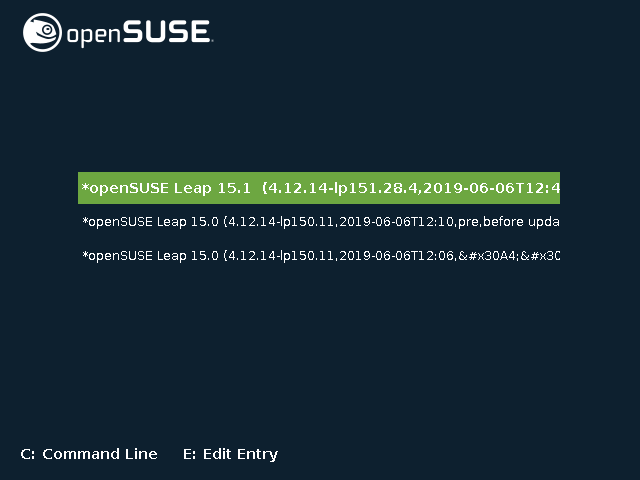 openSUSE.
*openSUSE Leap 15.1 (4.12.14-lp151.28.4,2019-06-06T12:4
*openSUSE Leap 15.0 (4.12.14-lp150.11,2019-06-06T12:10,pre,before upda
*openSUSE Leap 15.0 (4.12.14-lp150.11,2019-06-06T12:06,&#x30A4;&#x30
C: Command Line E: Edit Entry